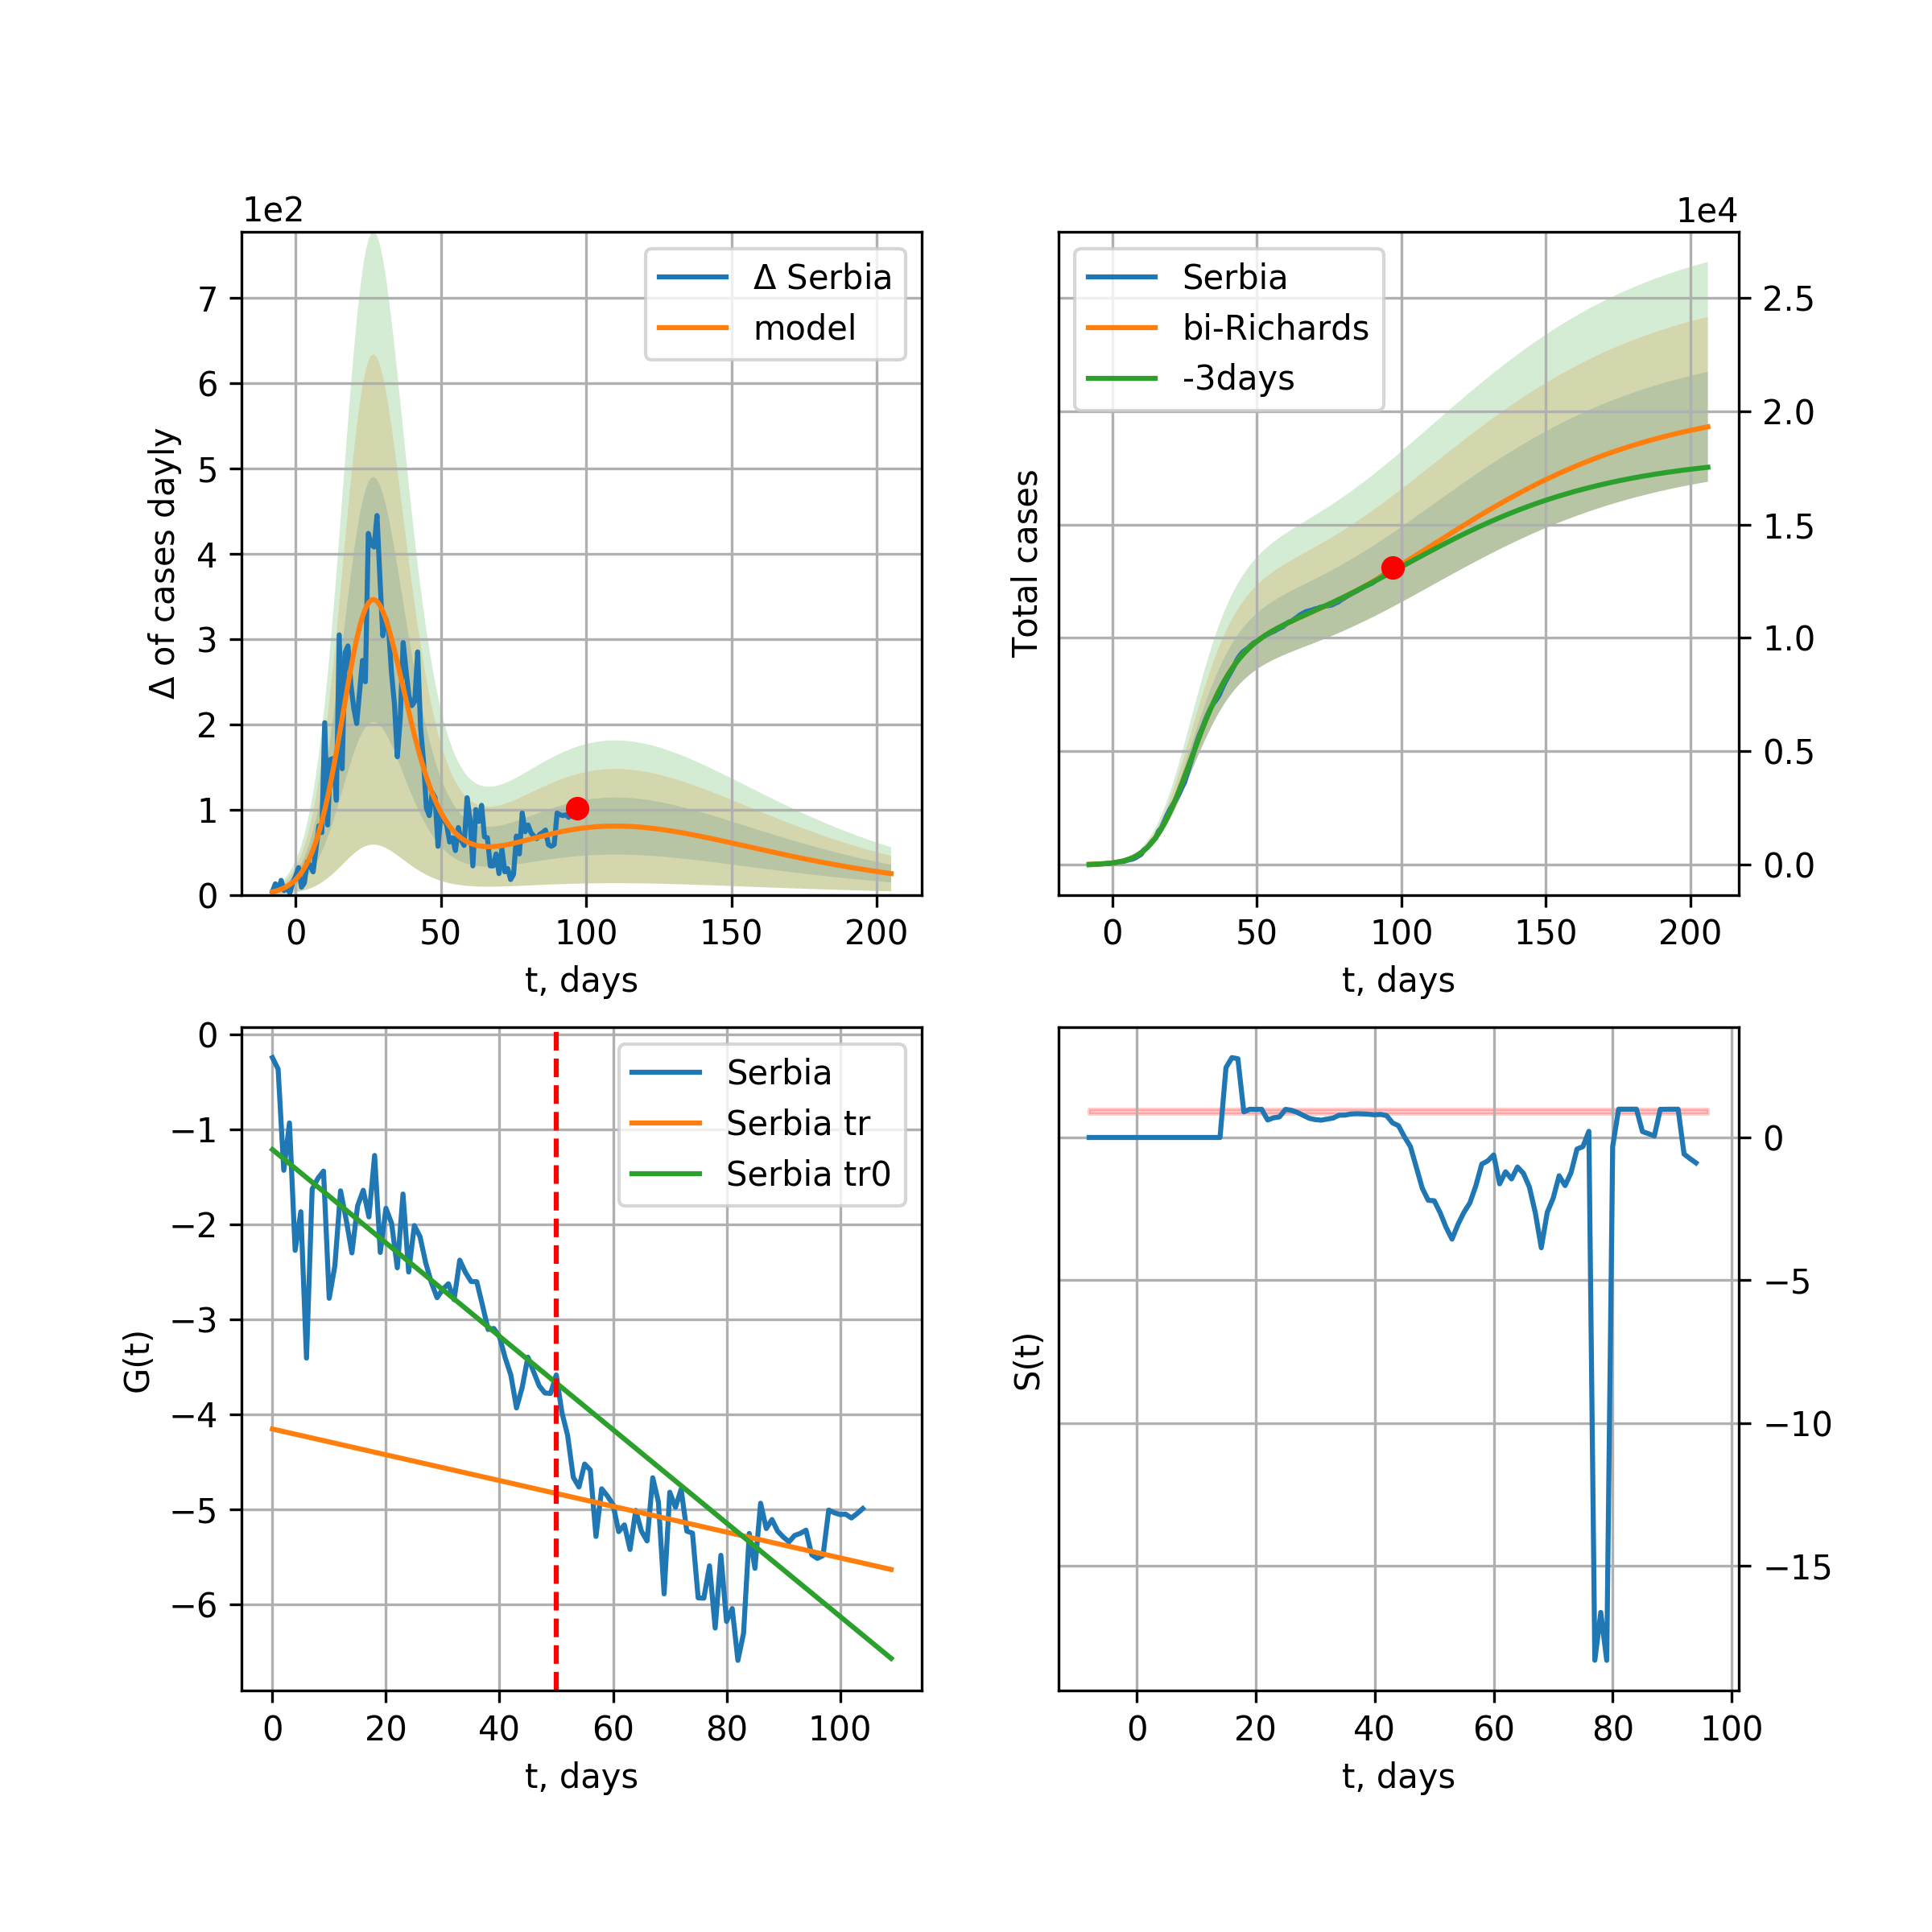 1e2
7
6
5
4
3
2
1
0
Δ of cases dayly
Δ Serbia
model
0 50 100 150 200
t, days
1e4
2.5
2.0
1.5
1.0
0.5
0.0
Total cases
Serbia
bi-Richards
-3days
0 50 100 150 200
t, days
0
−1
−2
−3
−4
−5
−6
G(t)
Serbia
Serbia tr
Serbia tr0
0 20 40 60 80 100
t, days
0
−5
−10
−15
S(t)
0 20 40 60 80 100
t, days